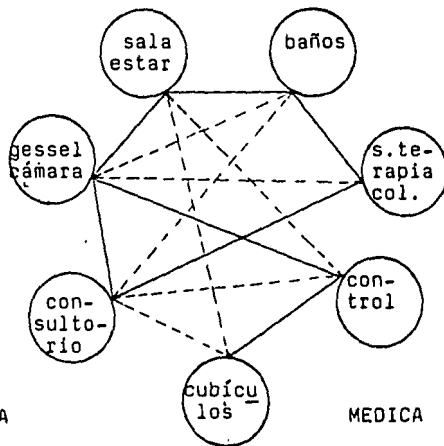 sala
estar
baños
gessel
cámara
s.te-
rapia
col.
con-
sulto-
rio
con-
trol
cubícu
los
A
MEDICA